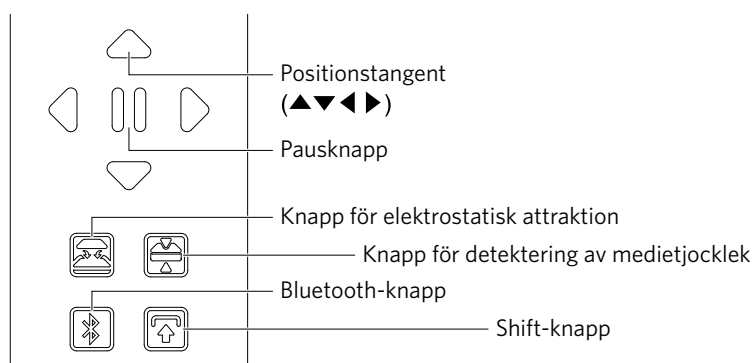 Positionstangent
(▲▼◀ ▶)
Pausknapp
Knapp för elektrostatisk attraktion
Knapp för detektering av medietjocklek
Bluetooth-knapp
Shift-knapp